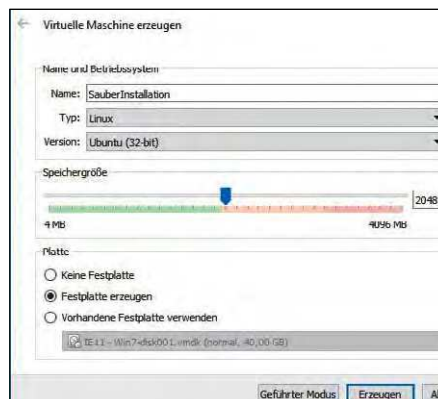 Virtuelle Maschine erzeugen
Name und Betriebssystem
Name: SauberInstallation
Typ: Linux
Version: Ubuntu (32-bit)
Speichergröße
2048
4 MB 4096 MB
Platte
Keine Festplatte
Festplatte erzeugen
Vorhandene Festplatte verwenden
IE11 - Win7-disk001.vmdk (normal, 40,00 GB)
Geführter Modus Erzeugen